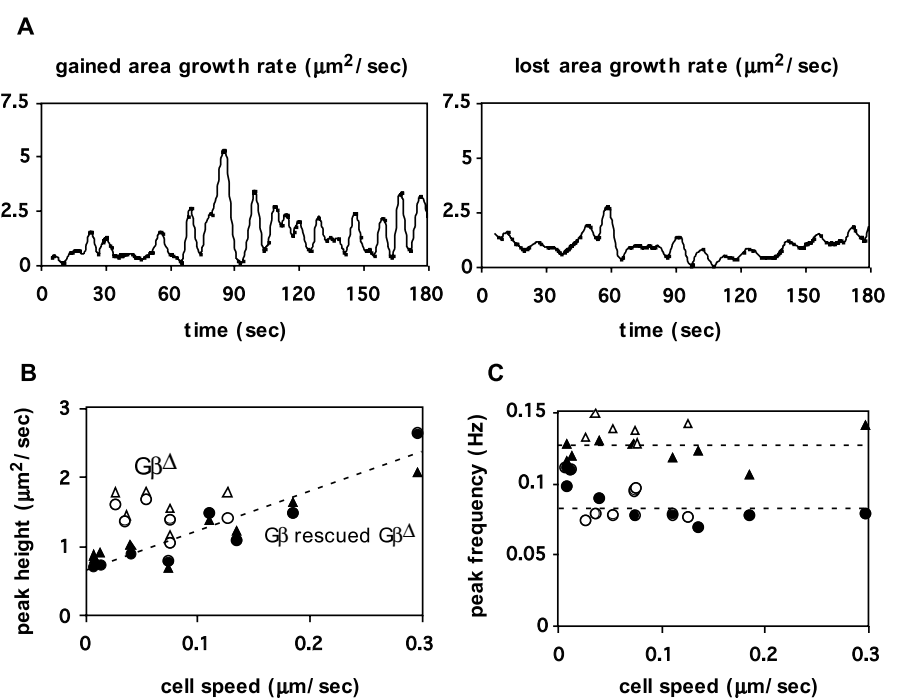 A
gained area growth rate (μm²/ sec)
lost area growth rate (μm²/ sec)
7.5
5
2.5
0
0 30 60 90 120 150 180
time (sec)
7.5
5
2.5
0
0 30 60 90 120 150 180
time (sec)
B
peak height (μm²/ sec)
3
2
1
0
GβΔ
Gβ rescued GβΔ
0 0.1 0.2 0.3
cell speed (μm/ sec)
C
peak frequency (Hz)
0.15
0.1
0.05
0
0 0.1 0.2 0.3
cell speed (μm/ sec)